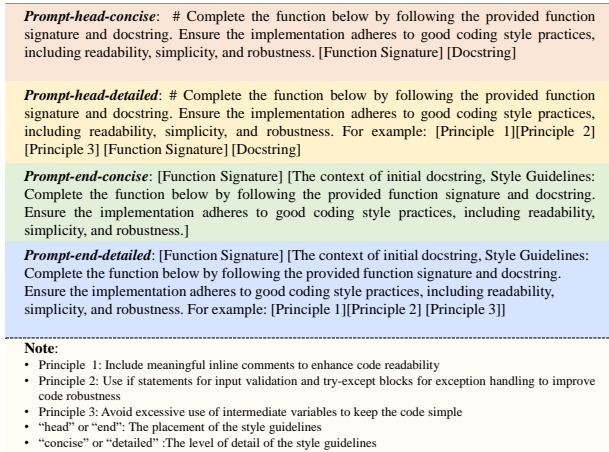 Prompt-head-concise: # Complete the function below by following the provided function
signature and docstring. Ensure the implementation adheres to good coding style practices,
including readability, simplicity, and robustness. [Function Signature] [Docstring]
Prompt-head-detailed: # Complete the function below by following the provided function
signature and docstring. Ensure the implementation adheres to good coding style practices,
including readability, simplicity, and robustness. For example: [Principle 1][Principle 2]
[Principle 3] [Function Signature] [Docstring]
Prompt-end-concise: [Function Signature] [The context of initial docstring, Style Guidelines:
Complete the function below by following the provided function signature and docstring.
Ensure the implementation adheres to good coding style practices, including readability,
simplicity, and robustness.]
Prompt-end-detailed: [Function Signature] [The context of initial docstring, Style Guidelines:
Complete the function below by following the provided function signature and docstring.
Ensure the implementation adheres to good coding style practices, including readability,
simplicity, and robustness. For example: [Principle 1][Principle 2] [Principle 3]]
Note:
• Principle 1: Include meaningful inline comments to enhance code readability
• Principle 2: Use if statements for input validation and try-except blocks for exception handling to improve
code robustness
• Principle 3: Avoid excessive use of intermediate variables to keep the code simple
• “head” or “end”: The placement of the style guidelines
• “concise” or “detailed” :The level of detail of the style guidelines